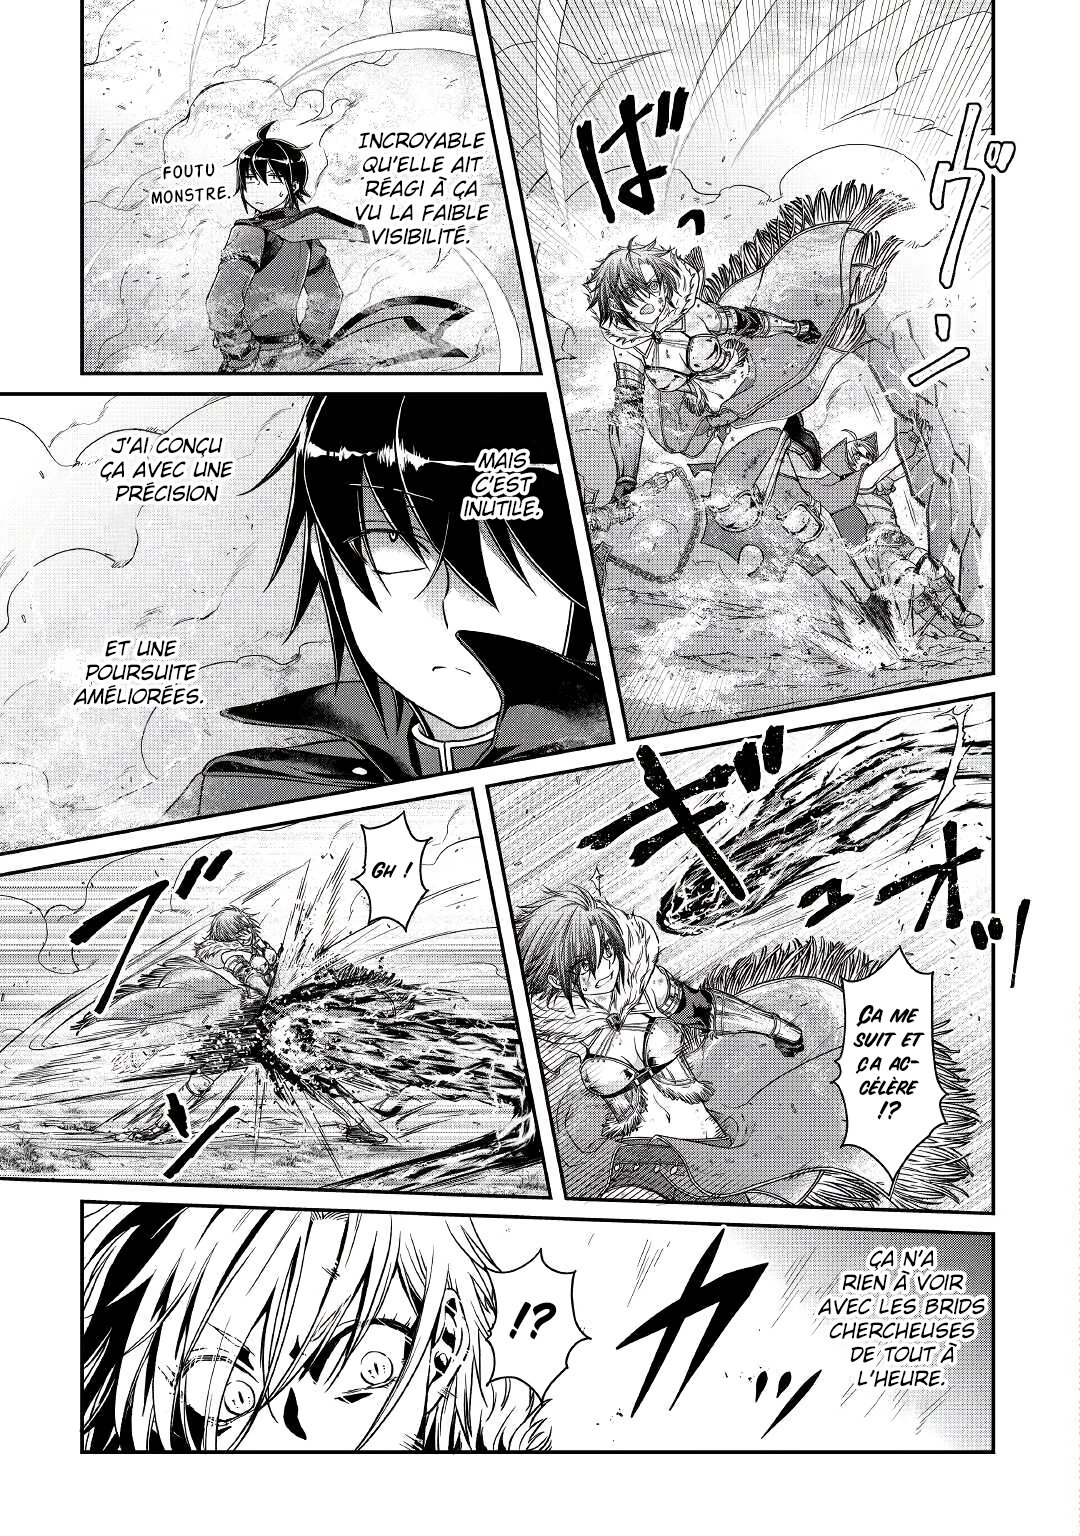 ばっ
ヴッ
INCROYABLE
QU'ELLE AIT
RÉAGI À ÇA
VU LA FAIBLE
VISIBILITÉ.
FOUTU
MONSTRE.
MAIS
C'EST
INUTILE.
J'AI CONÇU
ÇA AVEC UNE
PRÉCISION
ET UNE
POURSUITE
AMÉLIORÉES.
ギュオッ
ÇA ME
SUIT ET
ÇA AC-
CÉLÈRE
!?
GH !
ブシ
ÇA N'A
RIEN À VOIR
AVEC LES BRIDS
CHERCHEUSES
DE TOUT À
L'HEURE.
カッ
!?